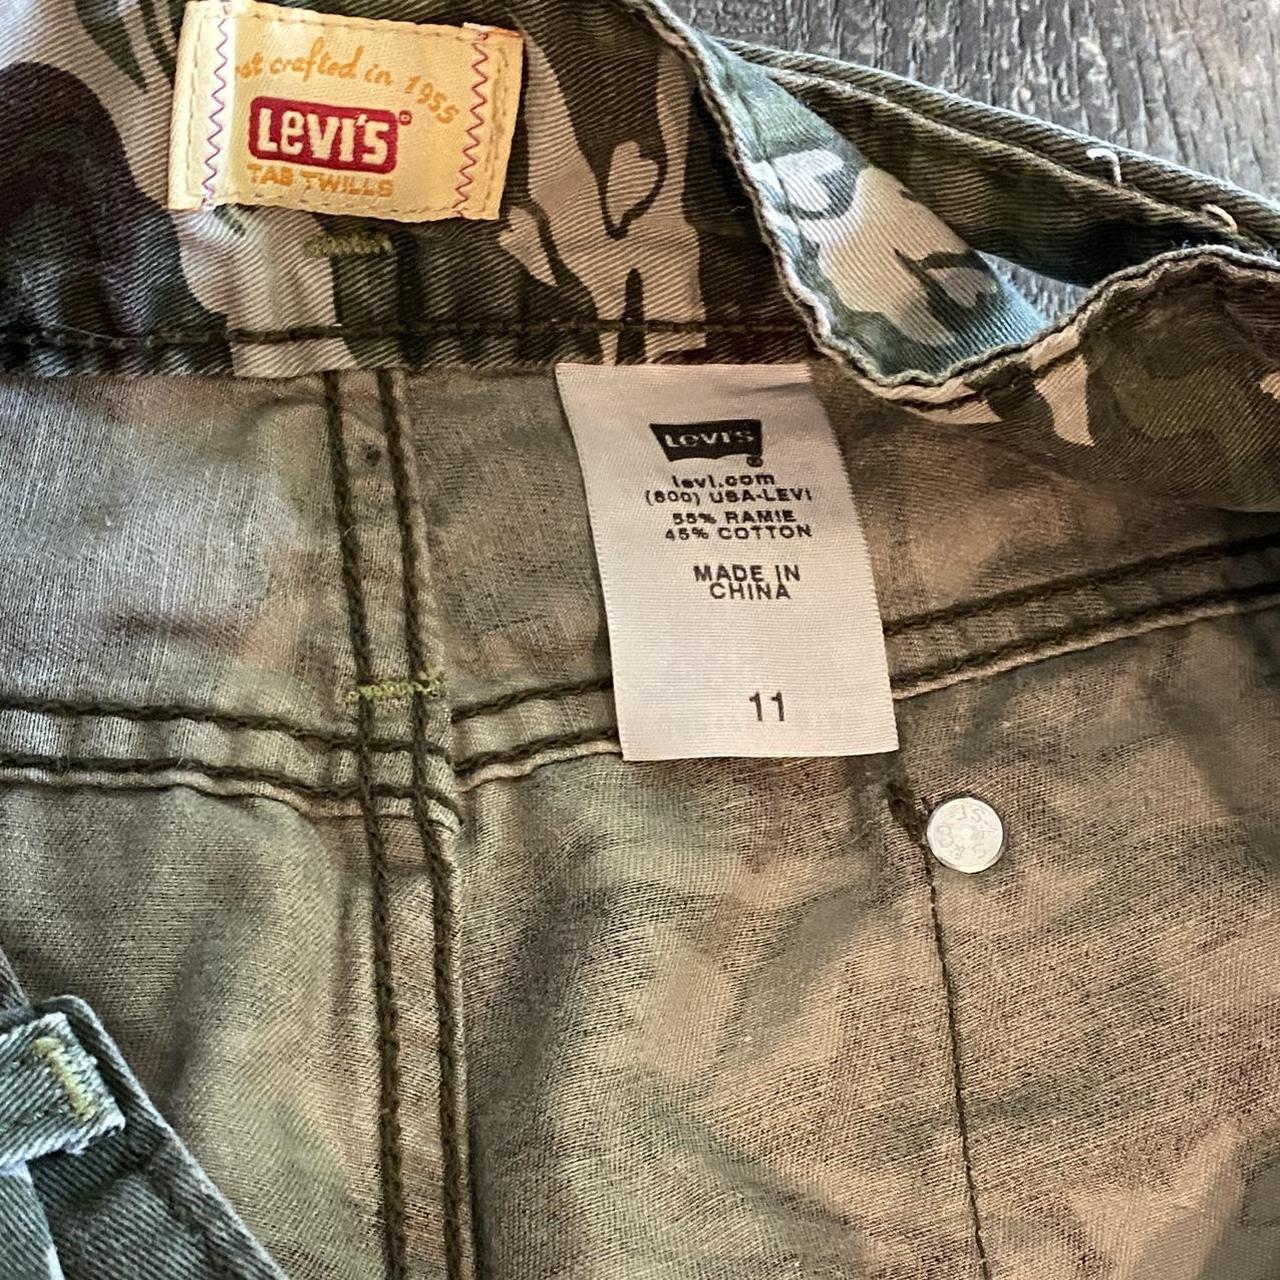 st crafted in 1955
LEVI'S
TAB TWILLS
LEVI'S
levi.com
(800) USA-LEVI
55% RAMIE
45% COTTON
MADE IN
CHINA
11